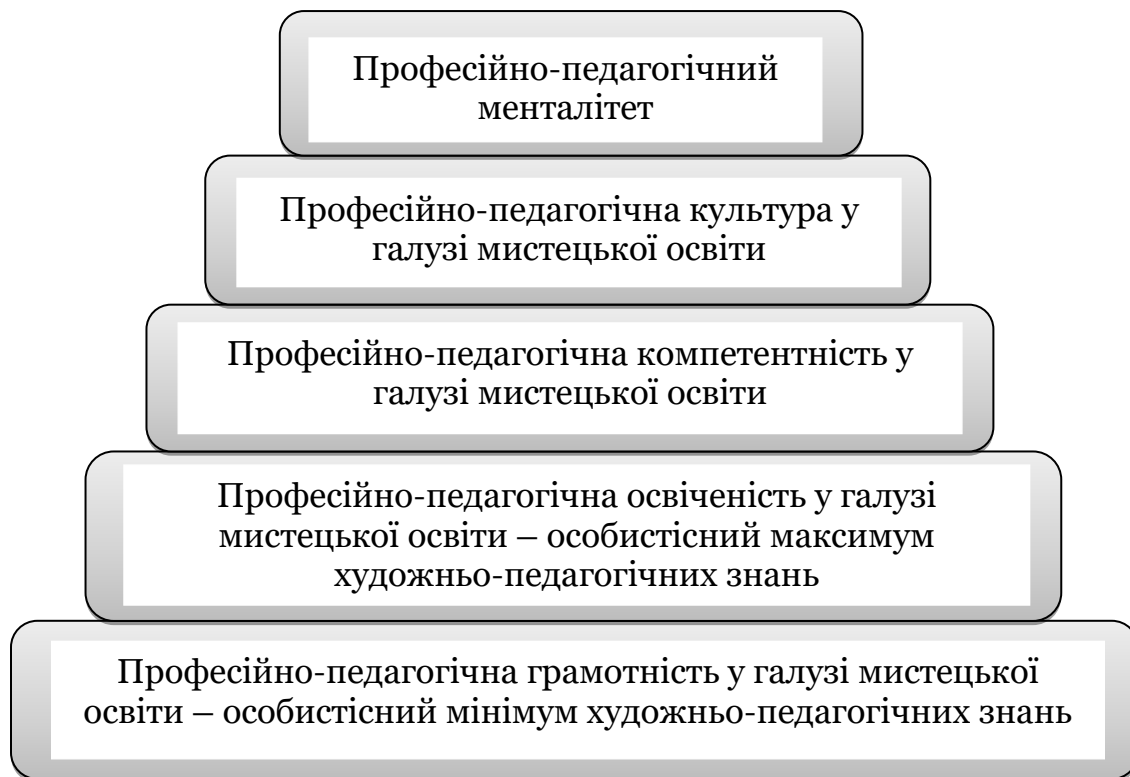 Професійно-педагогічний
менталітет
Професійно-педагогічна культура у
галузі мистецької освіти
Професійно-педагогічна компетентність у
галузі мистецької освіти
Професійно-педагогічна освіченість у галузі
мистецької освіти – особистісний максимум
художньо-педагогічних знань
Професійно-педагогічна грамотність у галузі мистецької
освіти – особистісний мінімум художньо-педагогічних знань